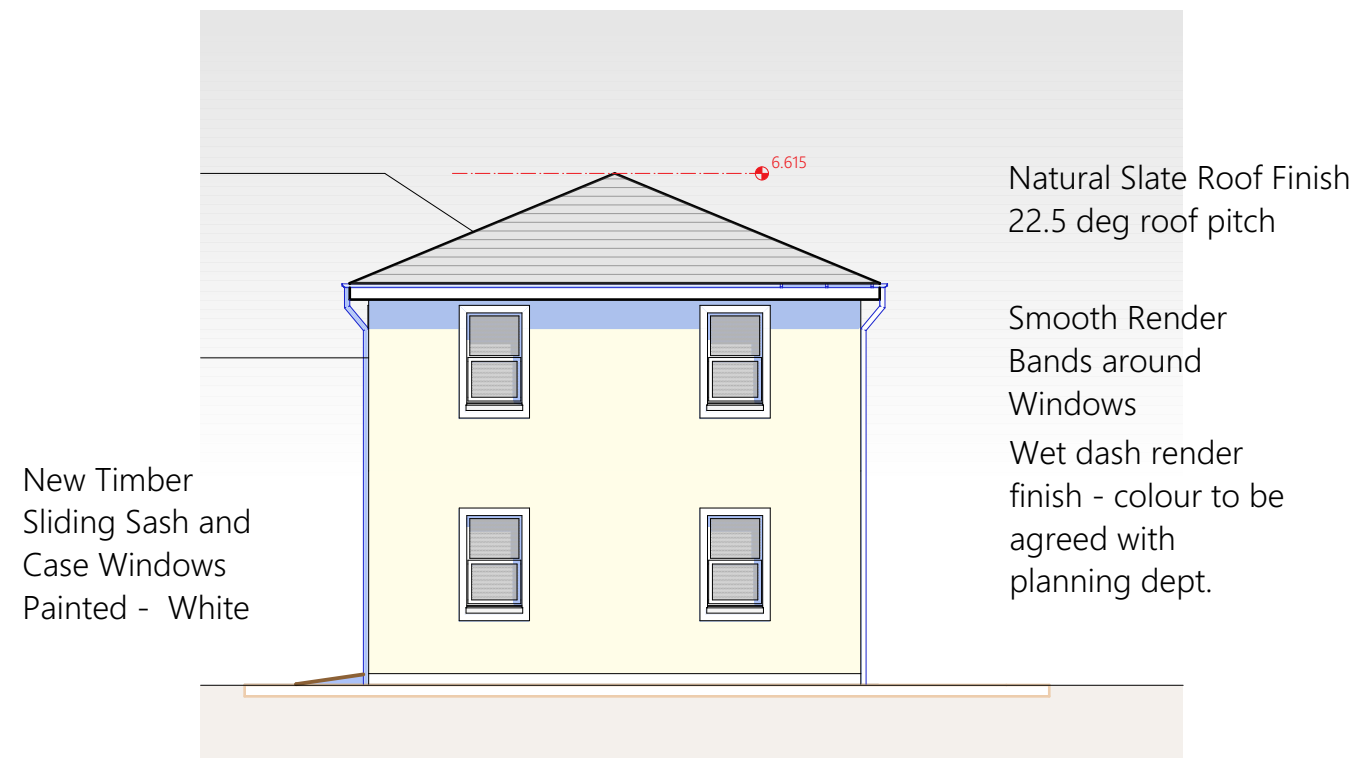 6.615
Natural Slate Roof Finish
22.5 deg roof pitch
Smooth Render
Bands around
Windows
Wet dash render
finish - colour to be
agreed with
planning dept.
New Timber
Sliding Sash and
Case Windows
Painted - White